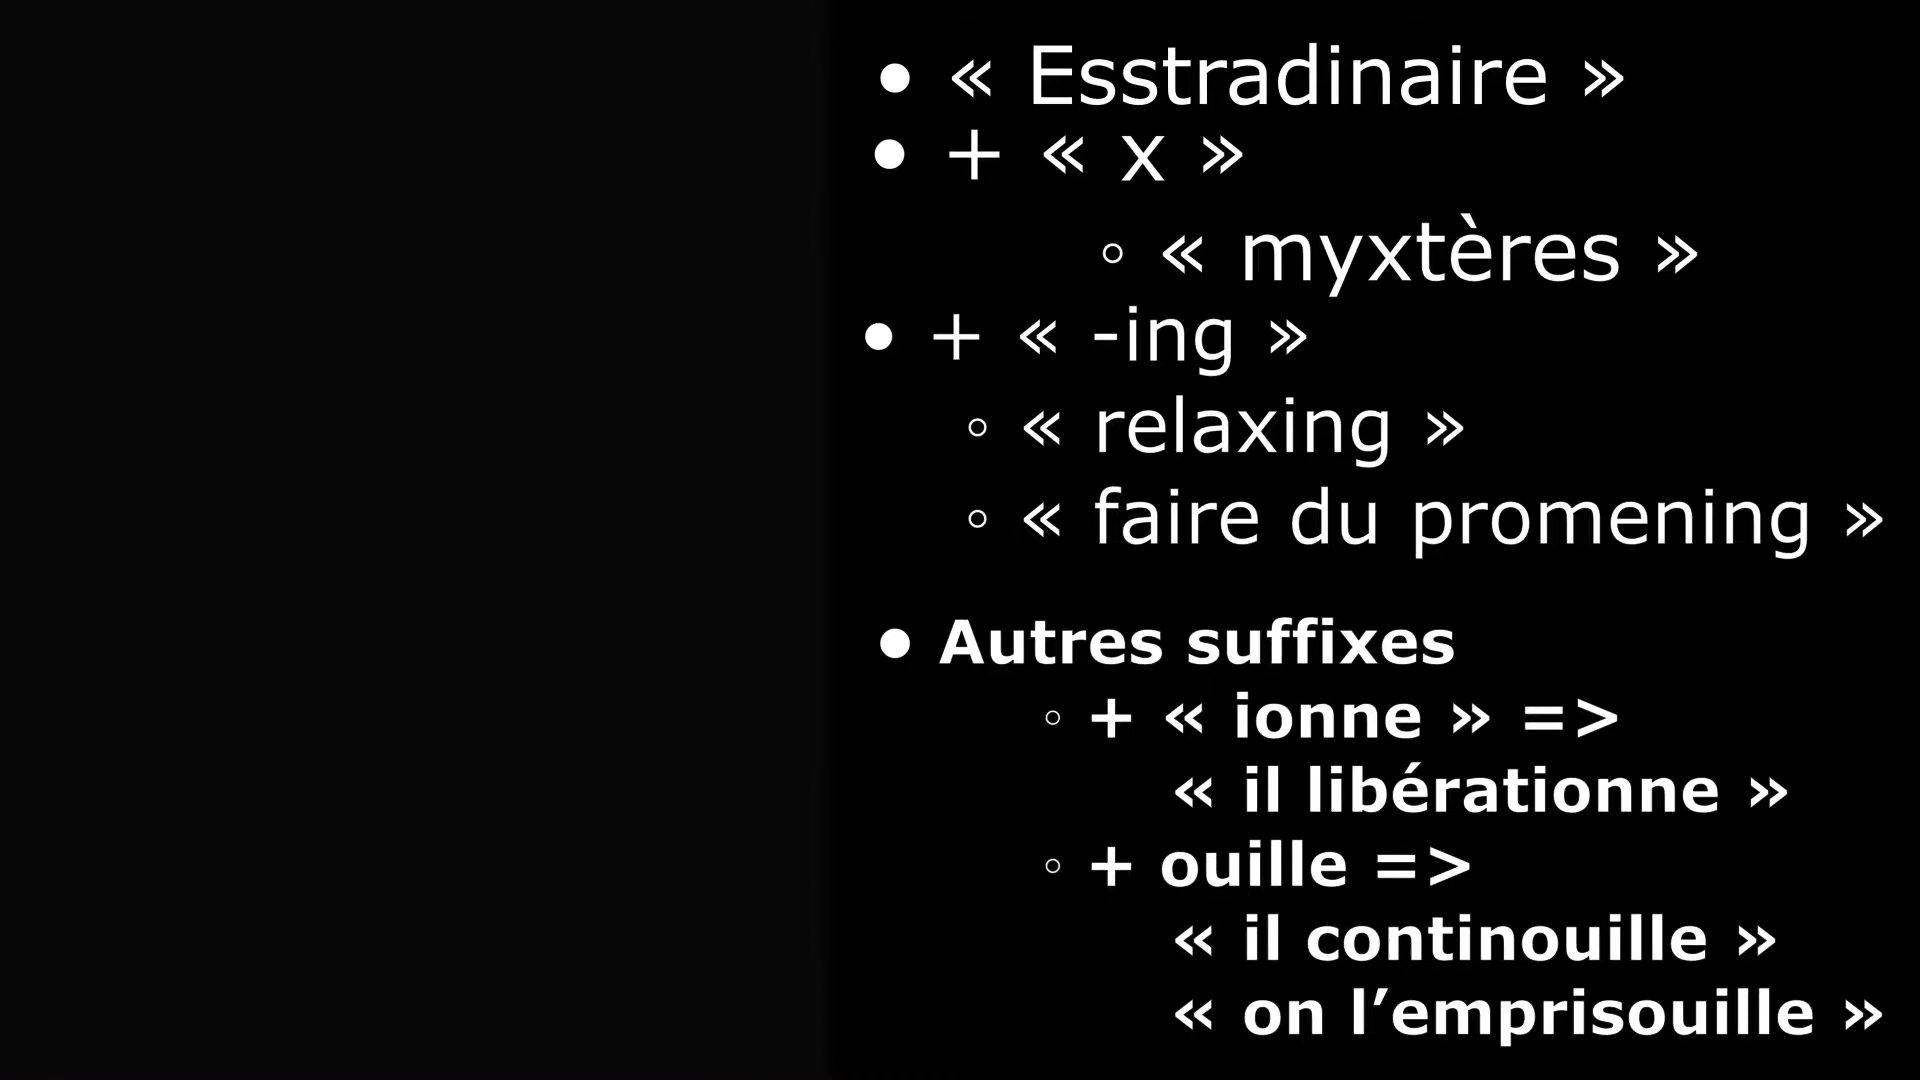 • « Esstradinaire »
• + « x »
◦ « myxtères »
• + « -ing »
◦ « relaxing »
◦ « faire du promening »
• Autres suffixes
◦ + « ionne » =>
« il libérationne »
◦ + ouille =>
« il continouille »
« on l’emprisouille »